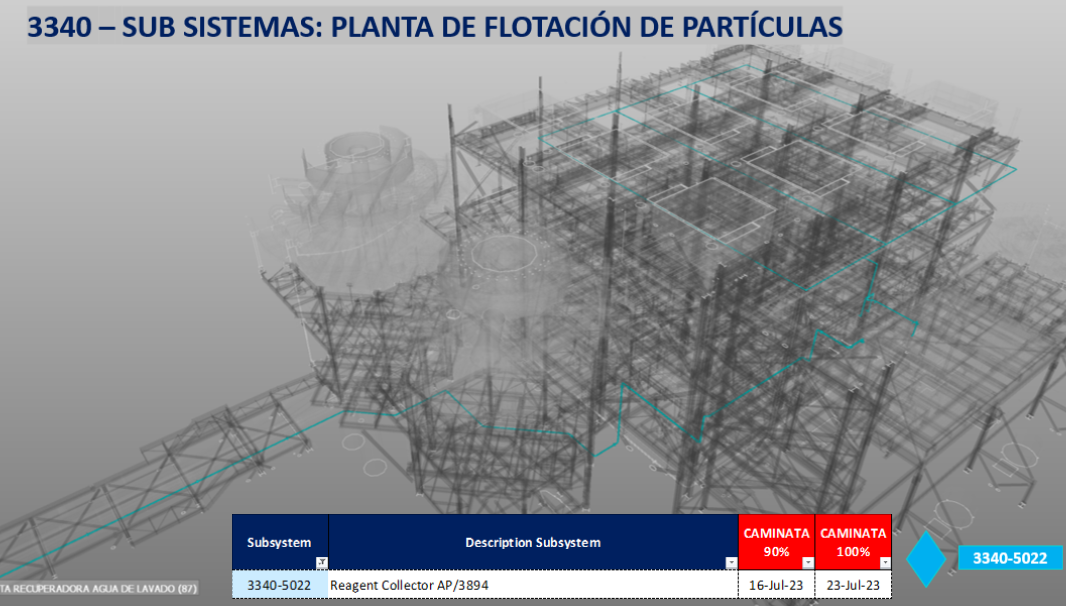 3340 – SUB SISTEMAS: PLANTA DE FLOTACIÓN DE PARTÍCULAS
Subsystem Description Subsystem CAMINATA 90% CAMINATA 100%
3340-5022 Reagent Collector AP/3894 16-Jul-23 23-Jul-23
3340-5022
TA RECUPERADORA AGUA DE LAVADO (87)